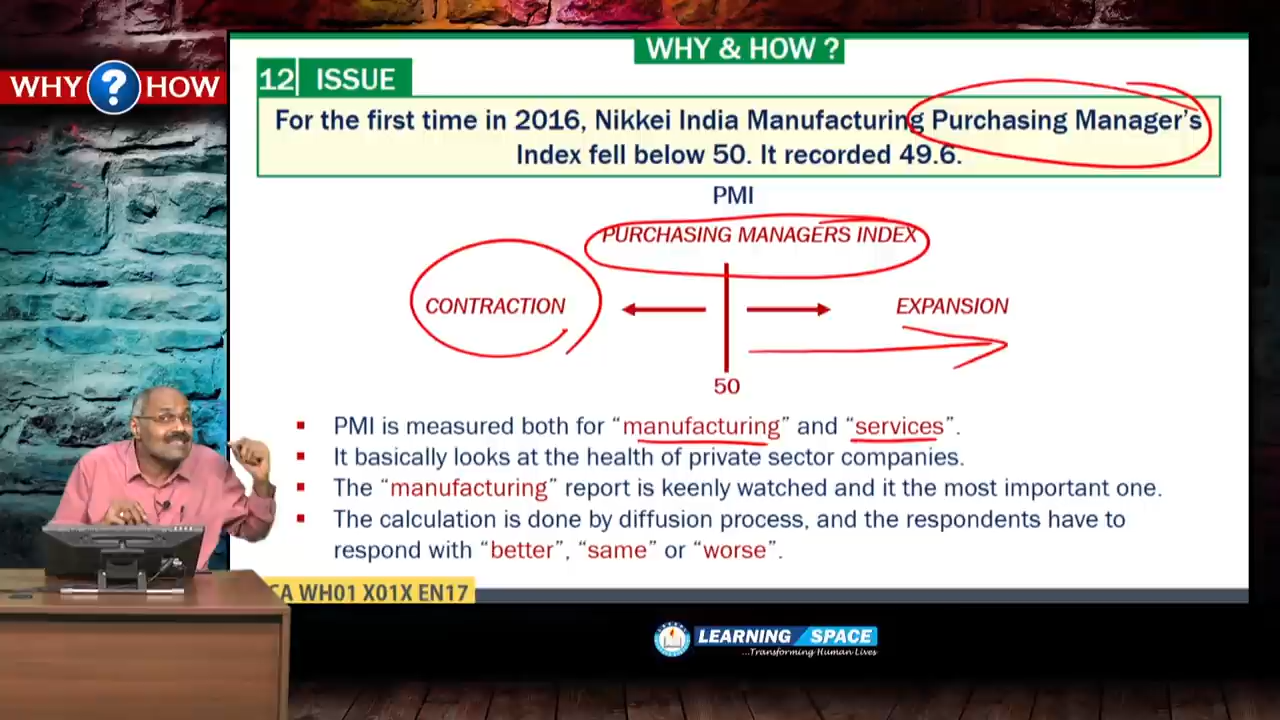 WHY & HOW ?
WHY ? HOW
12 ISSUE
For the first time in 2016, Nikkei India Manufacturing Purchasing Manager's
Index fell below 50. It recorded 49.6.
PMI
PURCHASING MANAGERS INDEX
CONTRACTION
EXPANSION
50
▪ PMI is measured both for “manufacturing” and “services”.
▪ It basically looks at the health of private sector companies.
▪ The “manufacturing” report is keenly watched and it the most important one.
▪ The calculation is done by diffusion process, and the respondents have to
respond with “better”, “same” or “worse”.
CA WH01 X01X EN17
LEARNING SPACE
...Transforming Human Lives